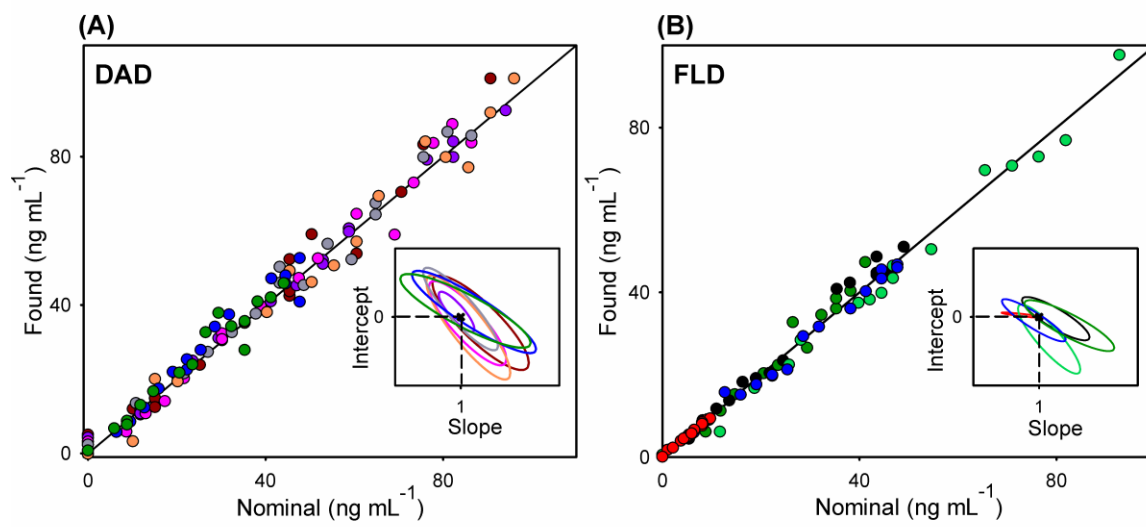 (A)
DAD
Found (ng mL⁻¹)
80
40
0
0
40
80
Nominal (ng mL⁻¹)
Intercept
0
1
Slope
(B)
FLD
Found (ng mL⁻¹)
80
40
0
0
40
80
Nominal (ng mL⁻¹)
Intercept
0
1
Slope